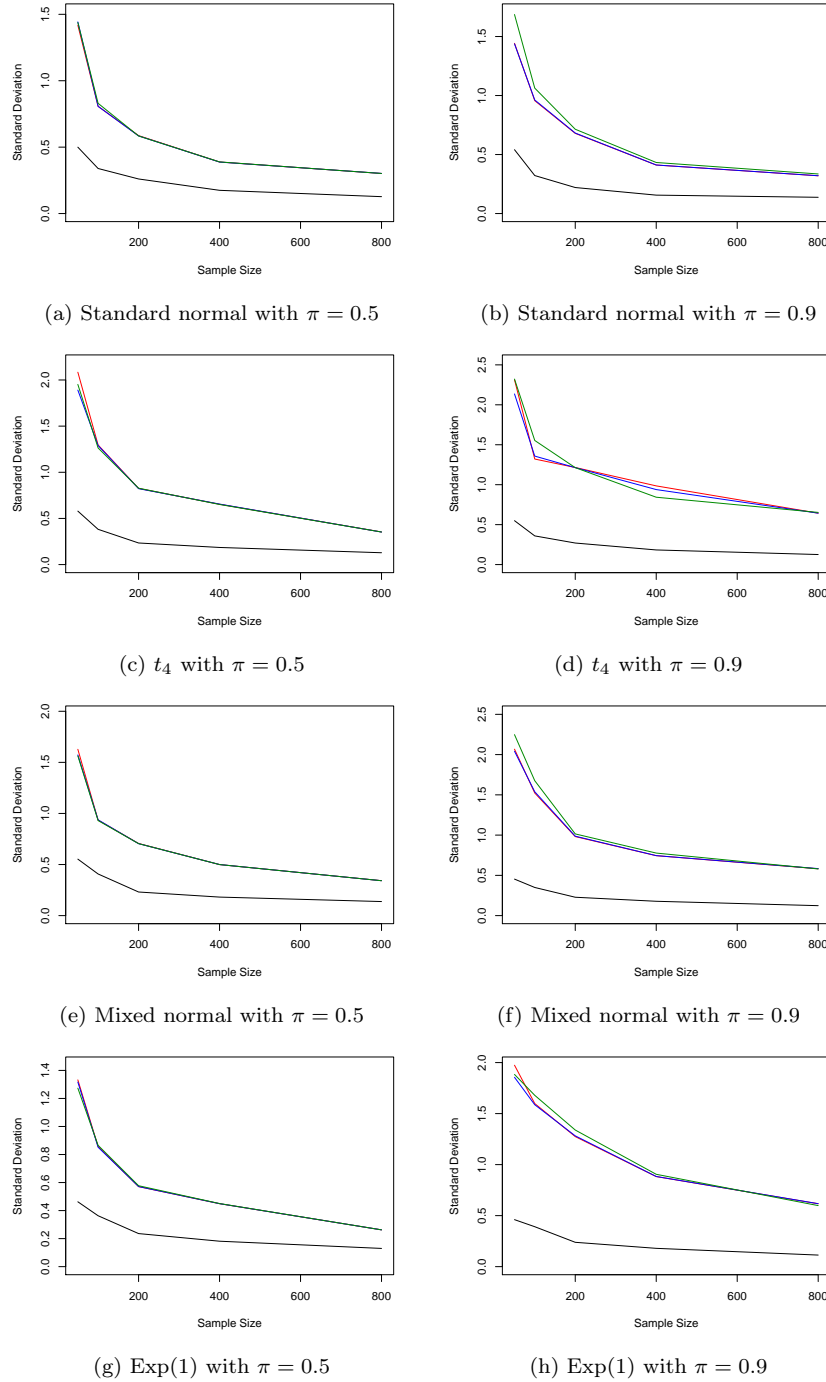 Standard Deviation
0.0 0.5 1.0 1.5
200 400 600 800
Sample Size
(a) Standard normal with π = 0.5
Standard Deviation
0.0 0.5 1.0 1.5
200 400 600 800
Sample Size
(b) Standard normal with π = 0.9
Standard Deviation
0.0 0.5 1.0 1.5 2.0
200 400 600 800
Sample Size
(c) t₄ with π = 0.5
Standard Deviation
0.0 0.5 1.0 1.5 2.0 2.5
200 400 600 800
Sample Size
(d) t₄ with π = 0.9
Standard Deviation
0.0 0.5 1.0 1.5 2.0
200 400 600 800
Sample Size
(e) Mixed normal with π = 0.5
Standard Deviation
0.0 0.5 1.0 1.5 2.0 2.5
200 400 600 800
Sample Size
(f) Mixed normal with π = 0.9
Standard Deviation
0.0 0.2 0.4 0.6 0.8 1.0 1.2 1.4
200 400 600 800
Sample Size
(g) Exp(1) with π = 0.5
Standard Deviation
0.0 0.5 1.0 1.5 2.0
200 400 600 800
Sample Size
(h) Exp(1) with π = 0.9